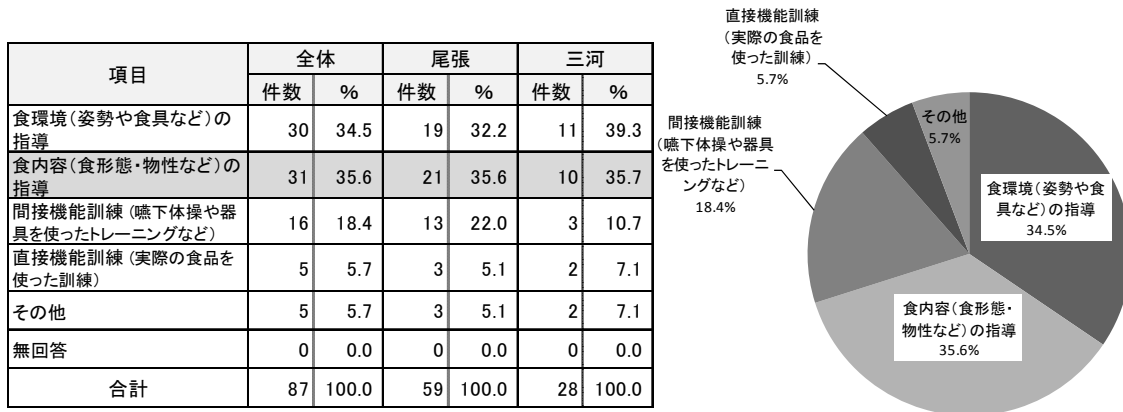 項目 全体 尾張 三河
件数 % 件数 % 件数 %
食環境(姿勢や食具など)の
指導 30 34.5 19 32.2 11 39.3
食内容(食形態・物性など)の
指導 31 35.6 21 35.6 10 35.7
間接機能訓練(嚥下体操や器
具を使ったトレーニングなど) 16 18.4 13 22.0 3 10.7
直接機能訓練(実際の食品を
使った訓練) 5 5.7 3 5.1 2 7.1
その他 5 5.7 3 5.1 2 7.1
無回答 0 0.0 0 0.0 0 0.0
合計 87 100.0 59 100.0 28 100.0
直接機能訓練
(実際の食品を
使った訓練)
5.7%
その他
5.7%
間接機能訓練
(嚥下体操や器具
を使ったトレーニ
ングなど)
18.4%
食環境(姿勢や食
具など)の指導
34.5%
食内容(食形態・
物性など)の指導
35.6%